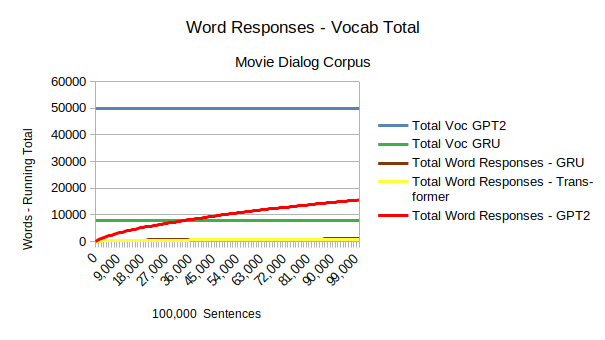 Word Responses - Vocab Total
Movie Dialog Corpus
Words - Running Total
60000
50000
40000
30000
20000
10000
0
0
9,000
18,000
27,000
36,000
45,000
54,000
63,000
72,000
81,000
90,000
99,000
100,000 Sentences
Total Voc GPT2
Total Voc GRU
Total Word Responses - GRU
Total Word Responses - Trans-
former
Total Word Responses - GPT2